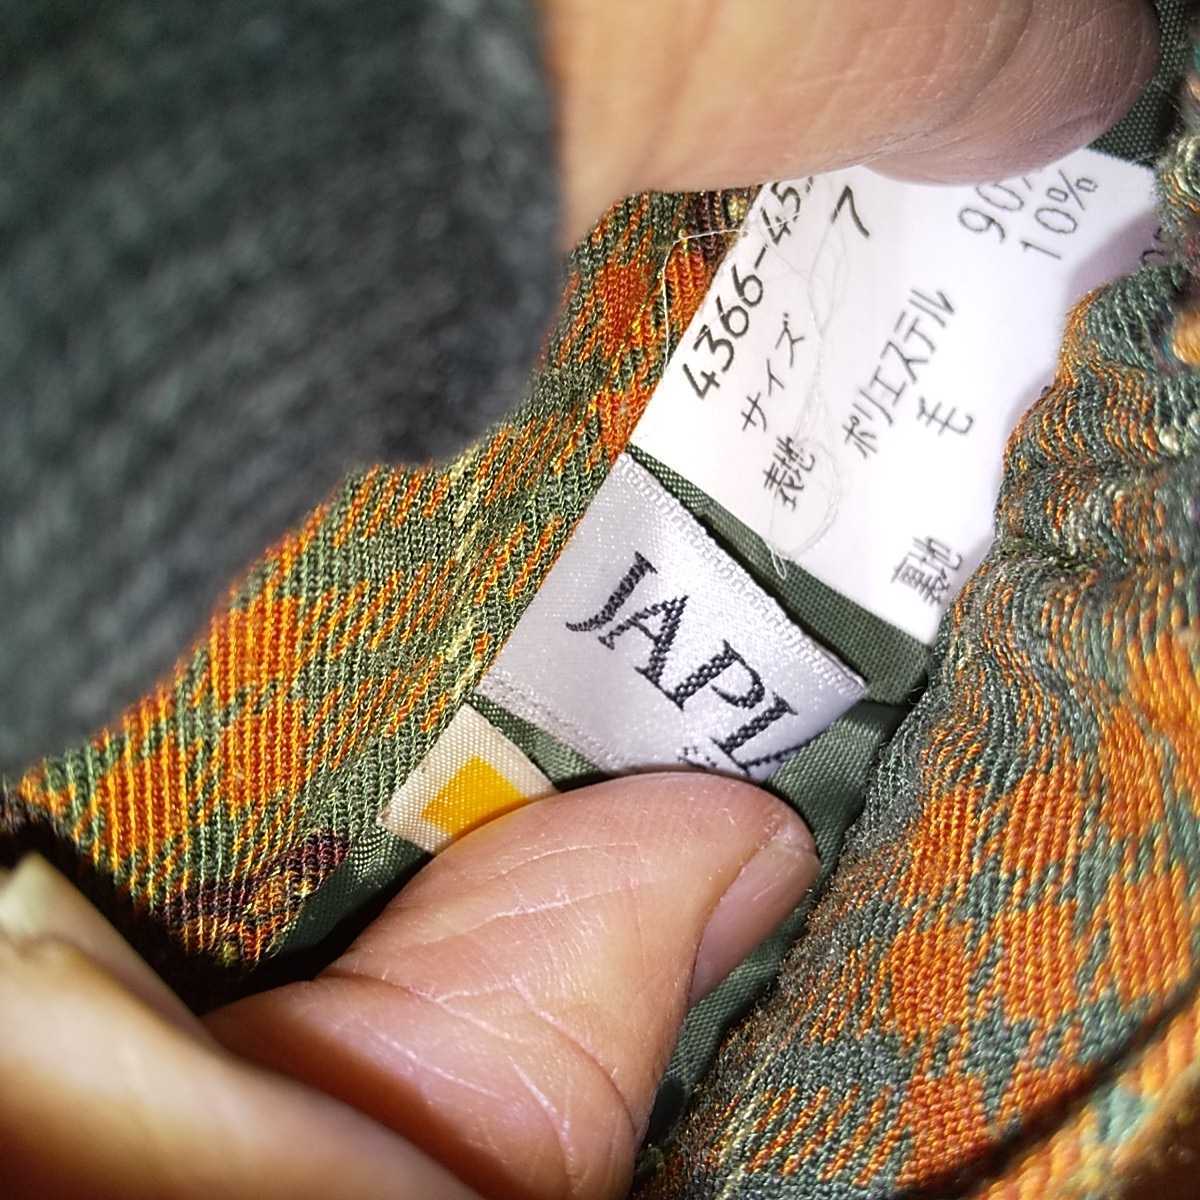 4366-45
サイズ 7
表地
ポリエステル 90%
毛 10%
裏地
JAPL